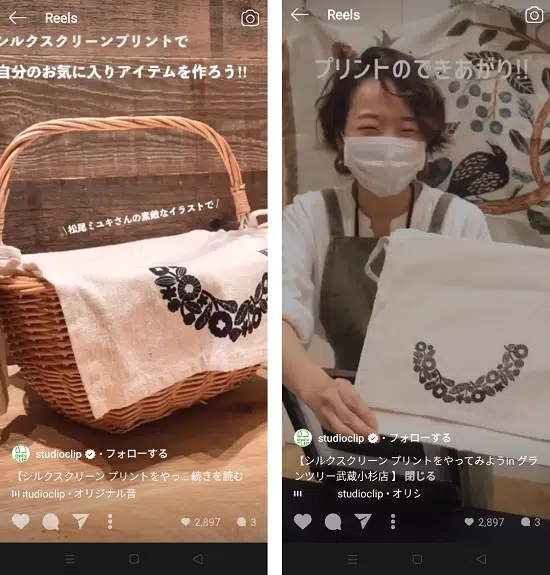 Reels
シルクスクリーンプリントで
自分のお気に入りアイテムを作ろう!!
\松尾ミユキさんの素敵なイラストで/
studioclip・フォローする
【シルクスクリーン プリントをやっ... 続きを読む
studioclip・オリジナル音
2,897
3
Reels
プリントのできあがり!!
studioclip・フォローする
【シルクスクリーン プリントをやってみようin グラ
ンツリー武蔵小杉店 】 閉じる
studioclip・オリジ
2,897
3